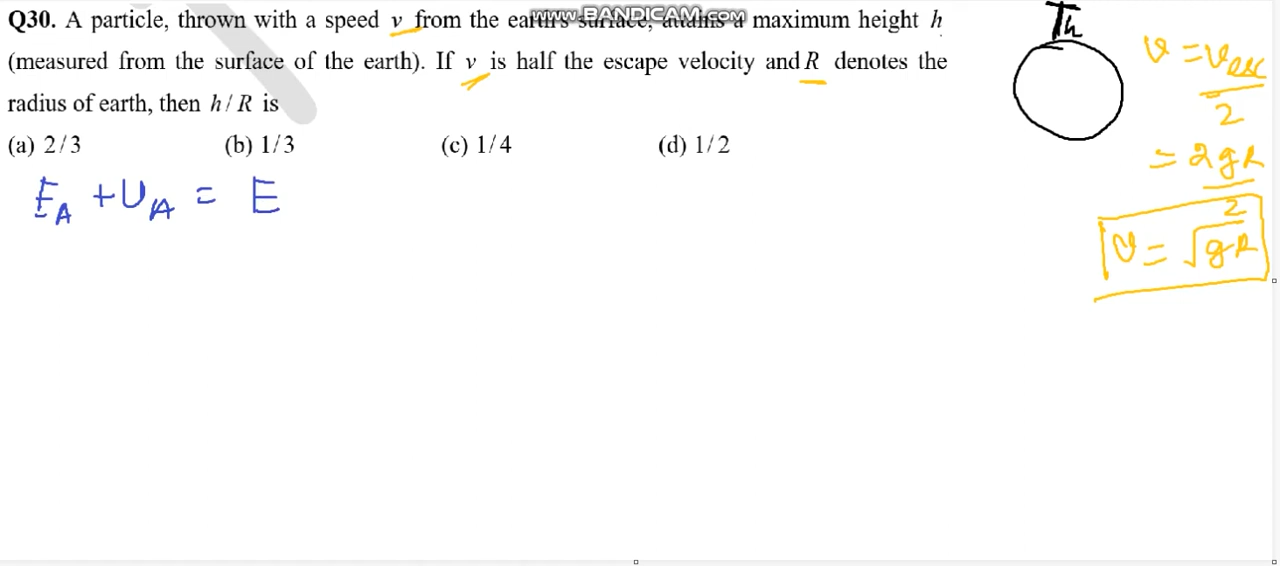 Q30. A particle, thrown with a speed v from the earth's surface, attains a maximum height h
www.BANDICAM.com
(measured from the surface of the earth). If v is half the escape velocity and R denotes the
radius of earth, then h / R is
(a) 2/3 (b) 1/3 (c) 1/4 (d) 1/2
E_A + U_A = E
h
v = v_esc / 2
= 2gR / 2
v = √gR